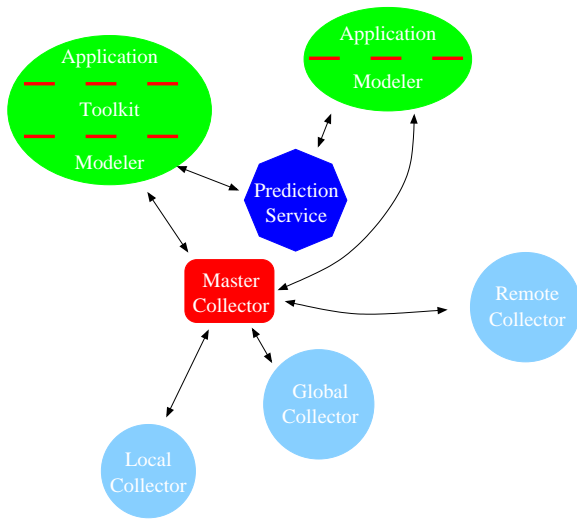 Application
Toolkit
Modeler
Application
Modeler
Prediction
Service
Master
Collector
Remote
Collector
Global
Collector
Local
Collector